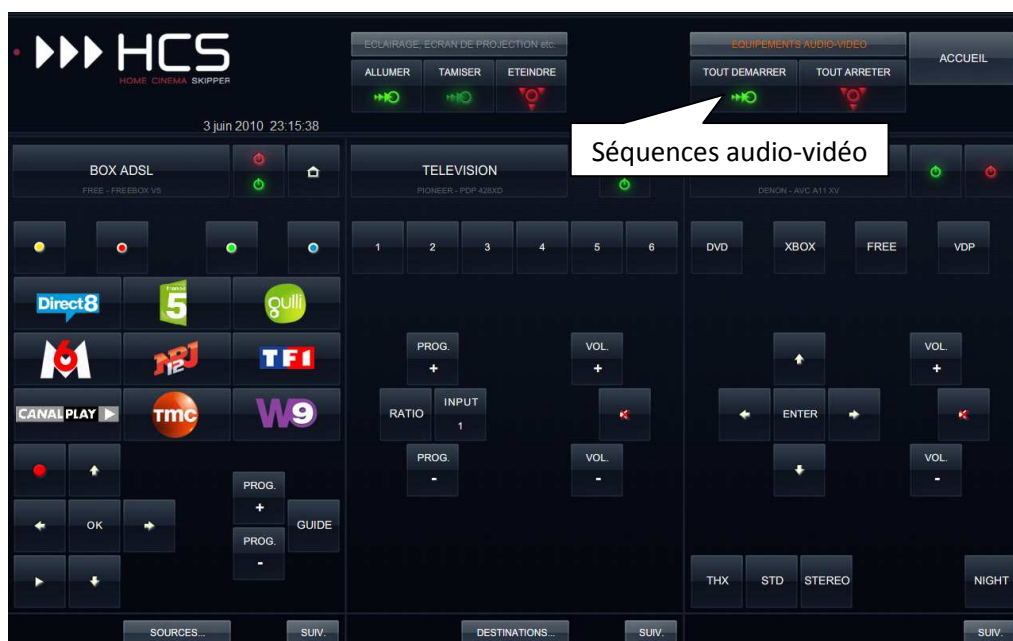 HCS
HOME CINEMA SKIPPER
3 juin 2010 23:15:38
ECLAIRAGE, ECRAN DE PROJECTION etc.
ALLUMER TAMISER ETEINDRE
EQUIPEMENTS AUDIO-VIDEO
TOUT DEMARRER TOUT ARRETER
ACCUEIL
Séquences audio-vidéo
BOX ADSL
FREE - FREEBOX V5
Direct8
france
5
gulli
M6
NRJ
12
TF1
CANALPLAY
TMC
W9
PROG.
+
OK
GUIDE
PROG.
-
SOURCES...
SUIV.
TELEVISION
PIONEER - PDP 428XD
1 2 3 4 5 6
PROG.
+
VOL.
+
RATIO
INPUT
1
PROG.
-
VOL.
-
DESTINATIONS...
SUIV.
DENON - AVC A11 XV
DVD XBOX FREE VDP
VOL.
+
ENTER
VOL.
-
THX STD STEREO NIGHT
SUIV.